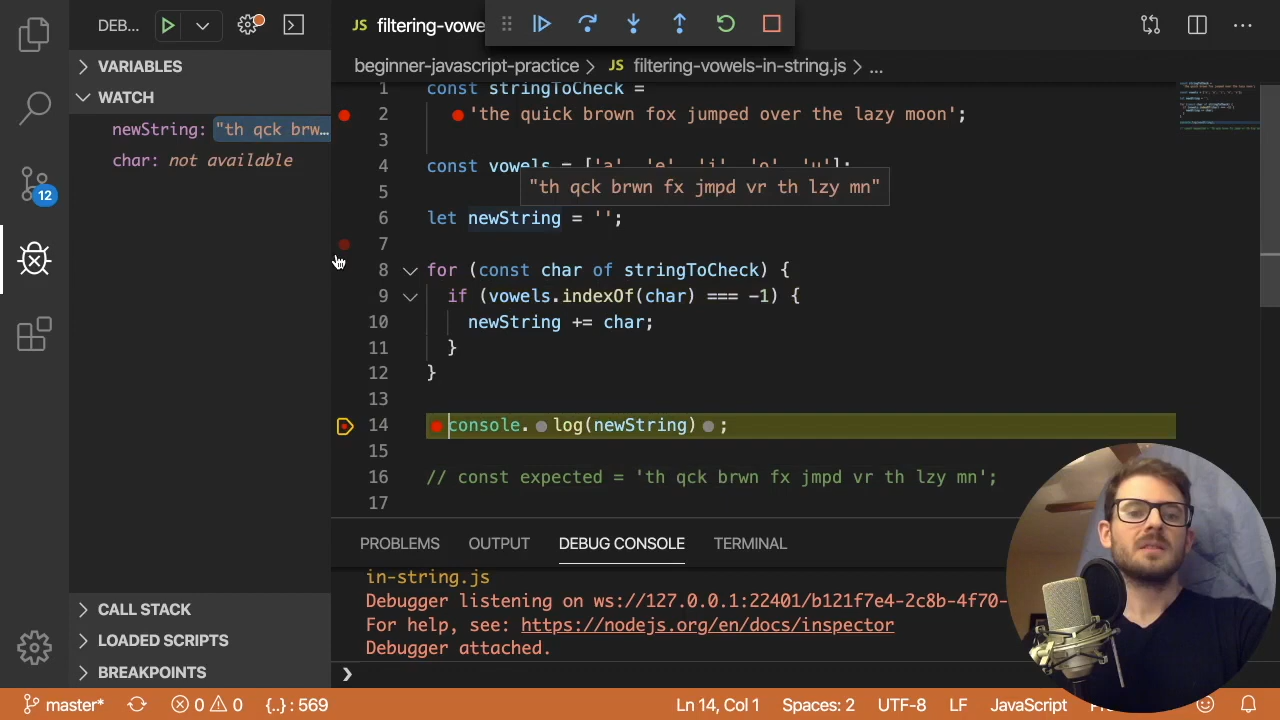 DEB...
JS filtering-vowe
VARIABLES
WATCH
newString: "th qck brw...
char: not available
12
beginner-javascript-practice > JS filtering-vowels-in-string.js > ...
1 const stringToCheck =
2 'the quick brown fox jumped over the lazy moon';
3
4 const vowels = ['a', 'e', 'i', 'o', 'u'];
"th qck brwn fx jmpd vr th lzy mn"
5
6 let newString = '';
7
8 for (const char of stringToCheck) {
9 if (vowels.indexOf(char) === -1) {
10 newString += char;
11 }
12 }
13
14 console.log(newString);
15
16 // const expected = 'th qck brwn fx jmpd vr th lzy mn';
17
PROBLEMS OUTPUT DEBUG CONSOLE TERMINAL
in-string.js
Debugger listening on ws://127.0.0.1:22401/b121f7e4-2c8b-4f70-
For help, see: https://nodejs.org/en/docs/inspector
Debugger attached.
CALL STACK
LOADED SCRIPTS
BREAKPOINTS
master* 0 0 {..} : 569 Ln 14, Col 1 Spaces: 2 UTF-8 LF JavaScript